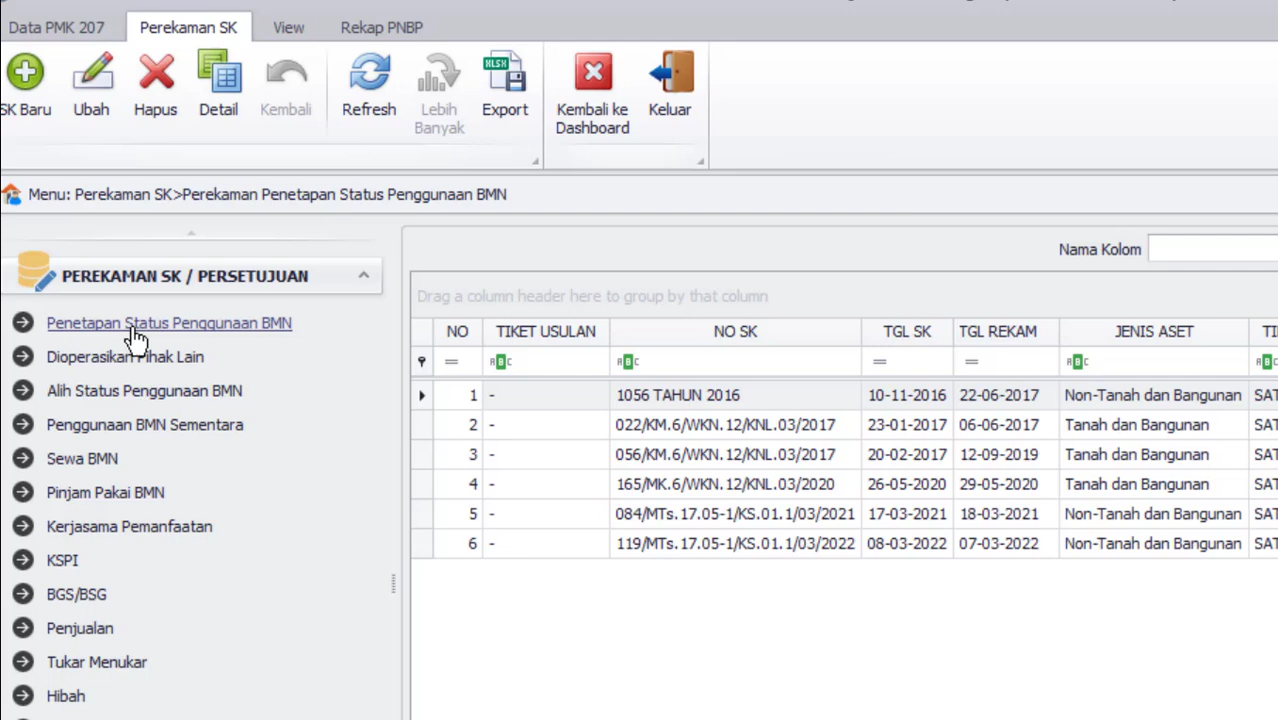 Data PMK 207 Perekaman SK View Rekap PNBP
SK Baru Ubah Hapus Detail Kembali Refresh Lebih Banyak Export Kembali ke Dashboard Keluar
Menu: Perekaman SK>Perekaman Penetapan Status Penggunaan BMN
PEREKAMAN SK / PERSETUJUAN
Penetapan Status Penggunaan BMN
Dioperasikan Pihak Lain
Alih Status Penggunaan BMN
Penggunaan BMN Sementara
Sewa BMN
Pinjam Pakai BMN
Kerjasama Pemanfaatan
KSPI
BGS/BSG
Penjualan
Tukar Menukar
Hibah
Nama Kolom
Drag a column header here to group by that column
NO TIKET USULAN NO SK TGL SK TGL REKAM JENIS ASET
1 - 1056 TAHUN 2016 10-11-2016 22-06-2017 Non-Tanah dan Bangunan SAT
2 - 022/KM.6/WKN.12/KNL.03/2017 23-01-2017 06-06-2017 Tanah dan Bangunan SAT
3 - 056/KM.6/WKN.12/KNL.03/2017 20-02-2017 12-09-2019 Tanah dan Bangunan SAT
4 - 165/MK.6/WKN.12/KNL.03/2020 26-05-2020 29-05-2020 Tanah dan Bangunan SAT
5 - 084/MTs.17.05-1/KS.01.1/03/2021 17-03-2021 18-03-2021 Non-Tanah dan Bangunan SAT
6 - 119/MTs.17.05-1/KS.01.1/03/2022 08-03-2022 07-03-2022 Non-Tanah dan Bangunan SAT